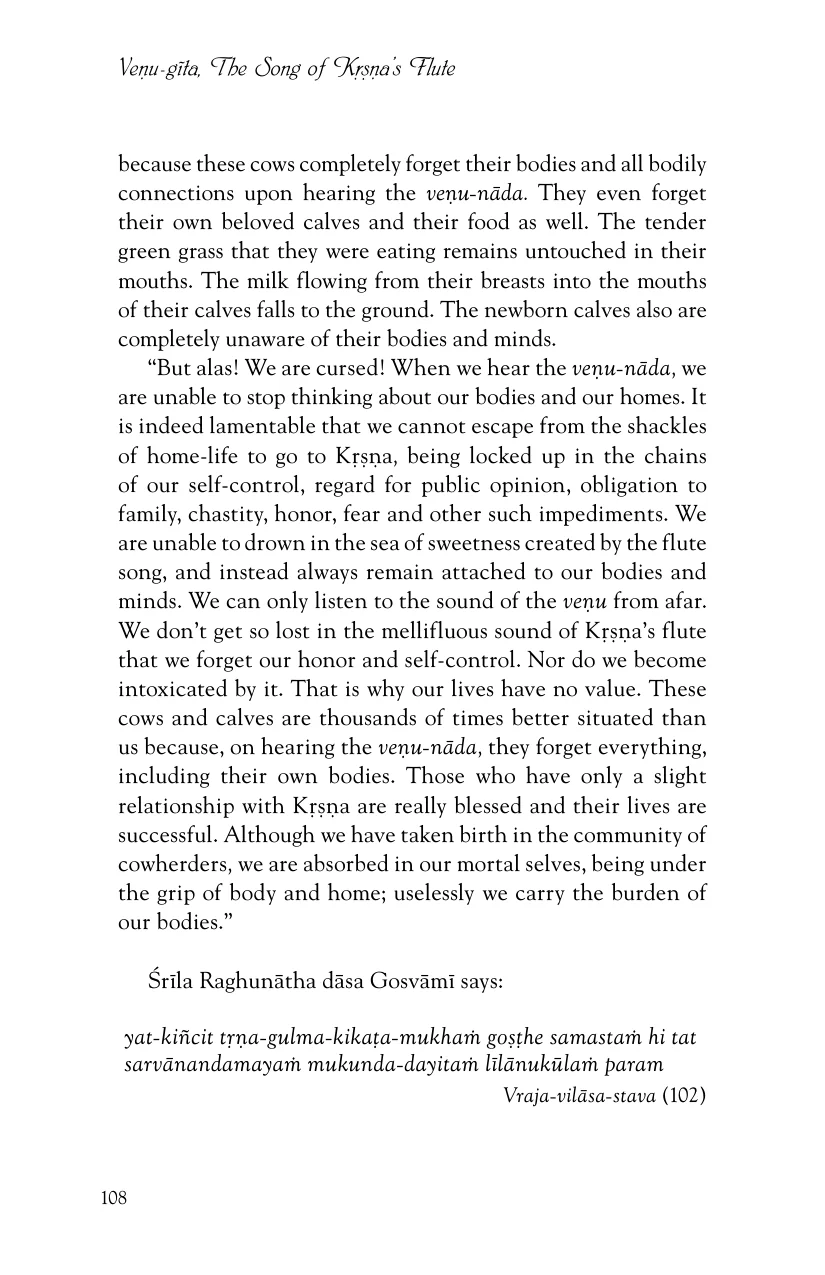 Veṇu-gīta, The Song of Kṛṣṇa's Flute
because these cows completely forget their bodies and all bodily
connections upon hearing the veṇu-nāda. They even forget
their own beloved calves and their food as well. The tender
green grass that they were eating remains untouched in their
mouths. The milk flowing from their breasts into the mouths
of their calves falls to the ground. The newborn calves also are
completely unaware of their bodies and minds.
“But alas! We are cursed! When we hear the veṇu-nāda, we
are unable to stop thinking about our bodies and our homes. It
is indeed lamentable that we cannot escape from the shackles
of home-life to go to Kṛṣṇa, being locked up in the chains
of our self-control, regard for public opinion, obligation to
family, chastity, honor, fear and other such impediments. We
are unable to drown in the sea of sweetness created by the flute
song, and instead always remain attached to our bodies and
minds. We can only listen to the sound of the veṇu from afar.
We don’t get so lost in the mellifluous sound of Kṛṣṇa’s flute
that we forget our honor and self-control. Nor do we become
intoxicated by it. That is why our lives have no value. These
cows and calves are thousands of times better situated than
us because, on hearing the veṇu-nāda, they forget everything,
including their own bodies. Those who have only a slight
relationship with Kṛṣṇa are really blessed and their lives are
successful. Although we have taken birth in the community of
cowherders, we are absorbed in our mortal selves, being under
the grip of body and home; uselessly we carry the burden of
our bodies.”
Śrīla Raghunātha dāsa Gosvāmī says:
yat-kiñcit tṛṇa-gulma-kikaṭa-mukhaṁ goṣṭhe samastaṁ hi tat
sarvānandamayaṁ mukunda-dayitaṁ līlānukūlaṁ param
Vraja-vilāsa-stava (102)
108